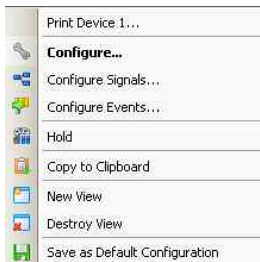 Print Device 1...
Configure...
Configure Signals...
Configure Events...
Hold
Copy to Clipboard
New View
Destroy View
Save as Default Configuration